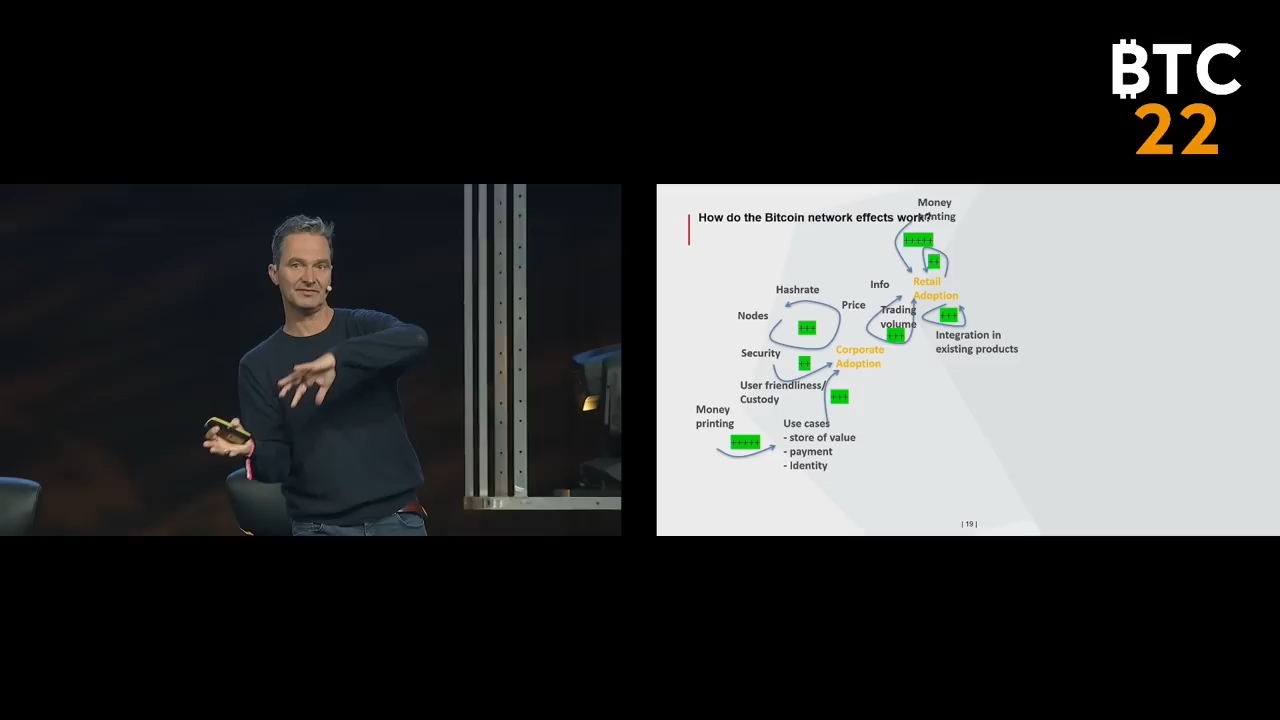 ₿TC
22
How do the Bitcoin network effects work?
Money
printing
+++++
++
Retail
Adoption
Info
Hashrate
Price
Trading
volume
+++
+++
Nodes
+++
Integration in
existing products
Security
++
Corporate
Adoption
User friendliness/
Custody
+++
Money
printing
+++++
Use cases
- store of value
- payment
- Identity
| 19 |